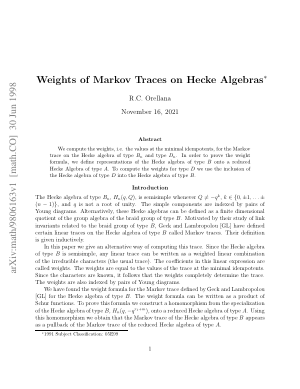 Weights of Markov Traces on Hecke Algebras*
R.C. Orellana
November 16, 2021
Abstract
We compute the weights, i.e. the values at the minimal idempotents, for the Markov
trace on the Hecke algebra of type Bn and type Dn. In order to prove the weight
formula, we define representations of the Hecke algebra of type B onto a reduced
Hecke Algebra of type A. To compute the weights for type D we use the inclusion of
the Hecke algebra of type D into the Hecke algebra of type B.
Introduction
The Hecke algebra of type Bn, Hn(q, Q), is semisimple whenever Q ≠ −q^k; k ∈ {0, ±1, . . . ±
(n − 1)}, and q is not a root of unity. The simple components are indexed by pairs of
Young diagrams. Alternatively, these Hecke algebras can be defined as a finite dimensional
quotient of the group algebra of the braid group of type B. Motivated by their study of link
invariants related to the braid group of type B, Geck and Lambropoulou [GL] have defined
certain linear traces on the Hecke algebra of type B called Markov traces. Their definition
is given inductively.
In this paper we give an alternative way of computing this trace. Since the Hecke algebra
of type B is semisimple, any linear trace can be written as a weighted linear combination
of the irreducible characters (the usual trace). The coefficients in this linear expression are
called weights. The weights are equal to the values of the trace at the minimal idempotents.
Since the characters are known, it follows that the weights completely determine the trace.
The weights are also indexed by pairs of Young diagrams.
We have found the weight formula for the Markov trace defined by Geck and Lambropoulou
[GL] for the Hecke algebra of type B. The weight formula can be written as a product of
Schur functions. To prove this formula we construct a homomorphism from the specialization
of the Hecke algebra of type B, Hn(q, −q^{r1+m}), onto a reduced Hecke algebra of type A. Using
this homomorphism we obtain that the Markov trace of the Hecke algebra of type B appears
as a pullback of the Markov trace of the reduced Hecke algebra of type A.
*1991 Subject Classification: 05E99
1
arXiv:math/9806163v1 [math.CO] 30 Jun 1998